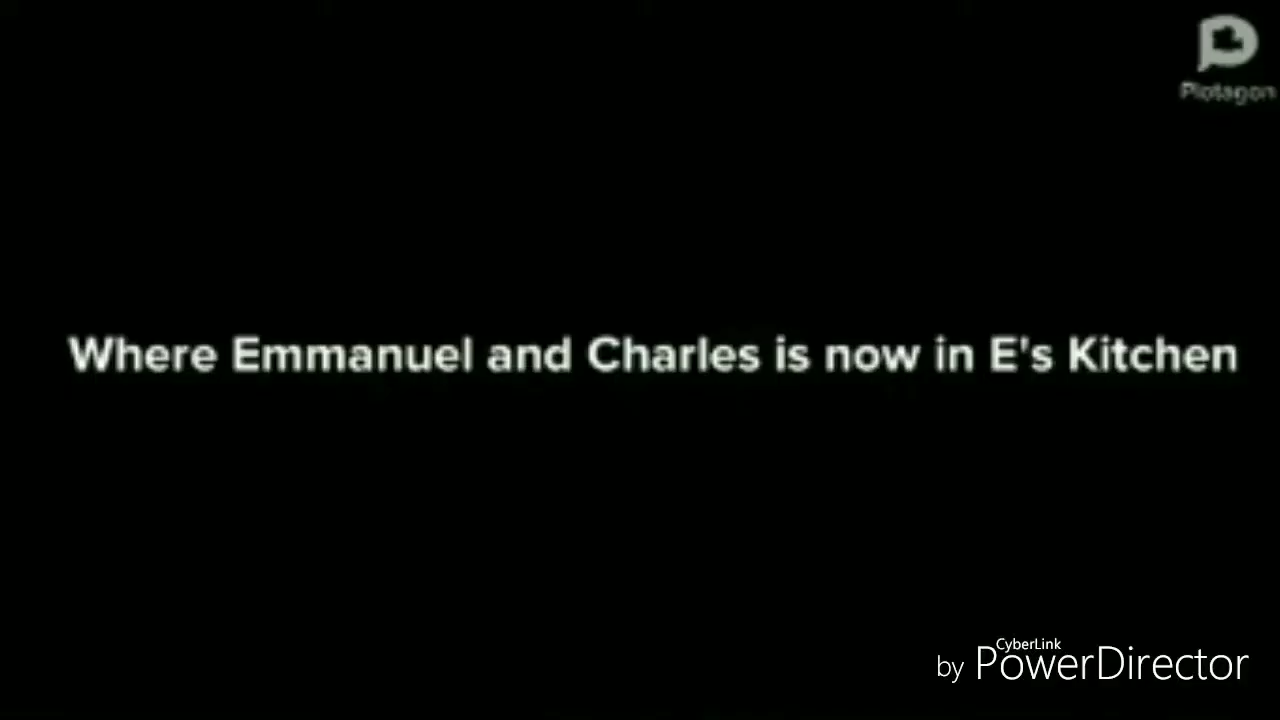 Plotagon
Where Emmanuel and Charles is now in E's Kitchen
CyberLink
by PowerDirector